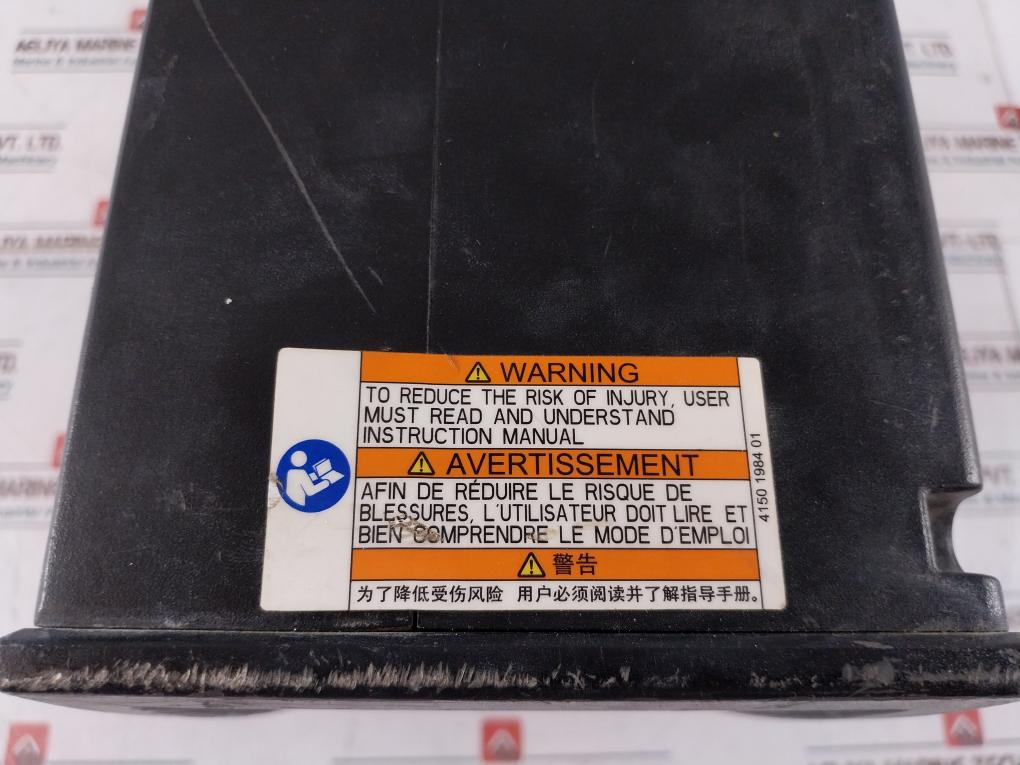 WARNING
TO REDUCE THE RISK OF INJURY, USER
MUST READ AND UNDERSTAND
INSTRUCTION MANUAL
AVERTISSEMENT
AFIN DE RÉDUIRE LE RISQUE DE
BLESSURES, L'UTILISATEUR DOIT LIRE ET
BIEN COMPRENDRE LE MODE D'EMPLOI
警告
为了降低受伤风险 用户必须阅读并了解指导手册。
4150 1984 01